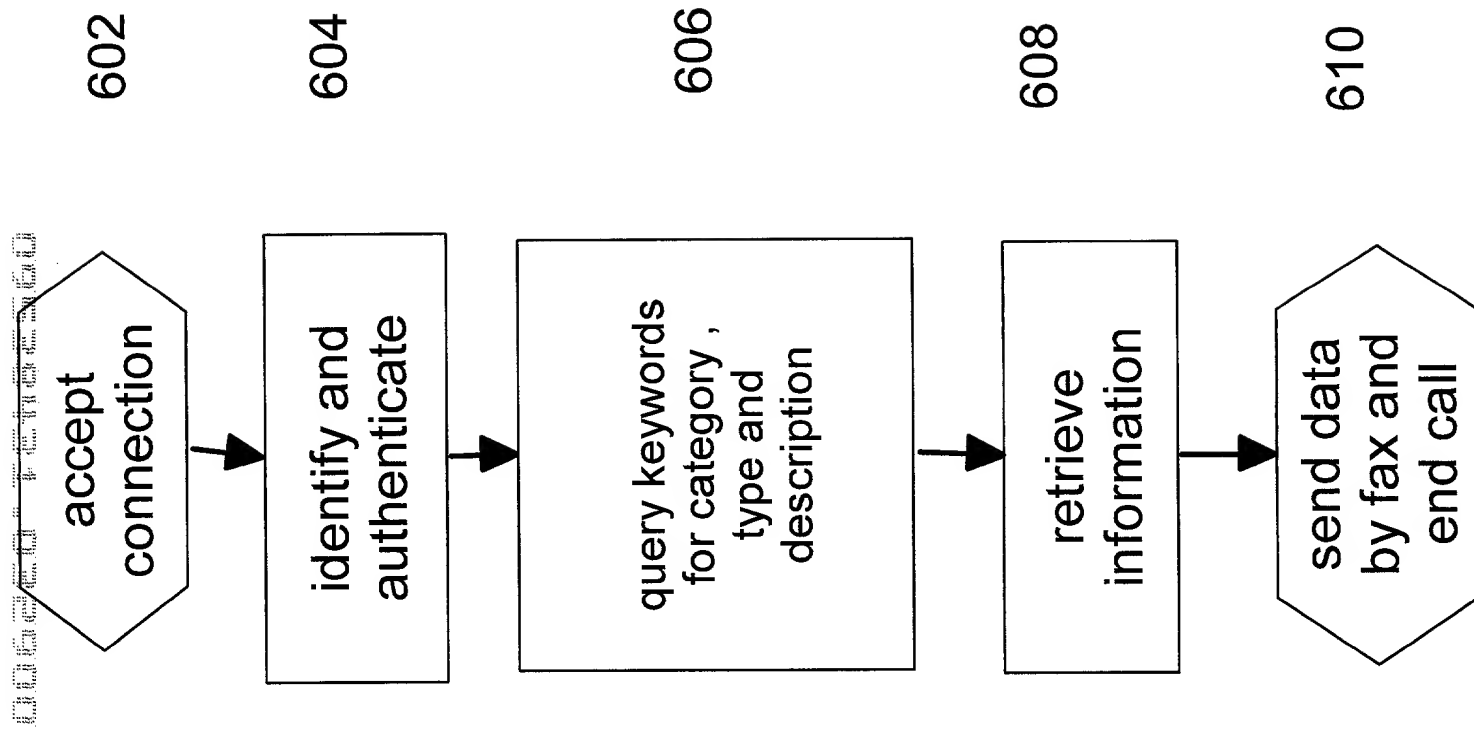 602
accept
connection
604
identify and
authenticate
606
query keywords
for category ,
type and
description
608
retrieve
information
610
send data
by fax and
end call